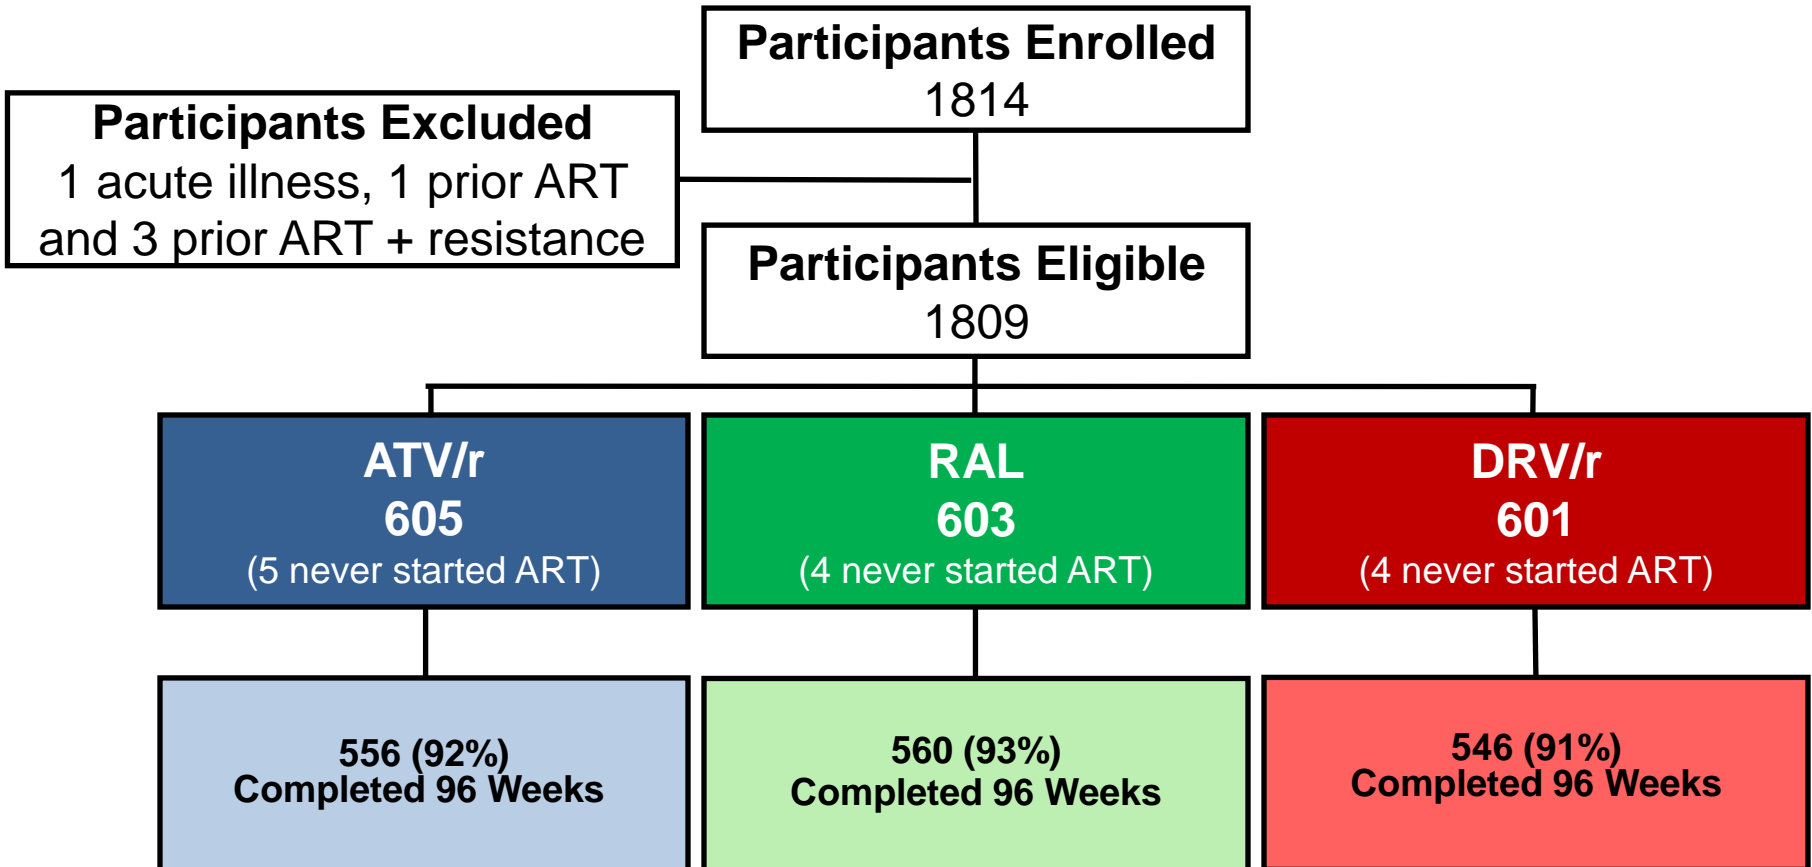 Participants Enrolled
1814
Participants Excluded
1 acute illness, 1 prior ART
and 3 prior ART + resistance
Participants Eligible
1809
ATV/r
605
(5 never started ART)
RAL
603
(4 never started ART)
DRV/r
601
(4 never started ART)
556 (92%)
Completed 96 Weeks
560 (93%)
Completed 96 Weeks
546 (91%)
Completed 96 Weeks